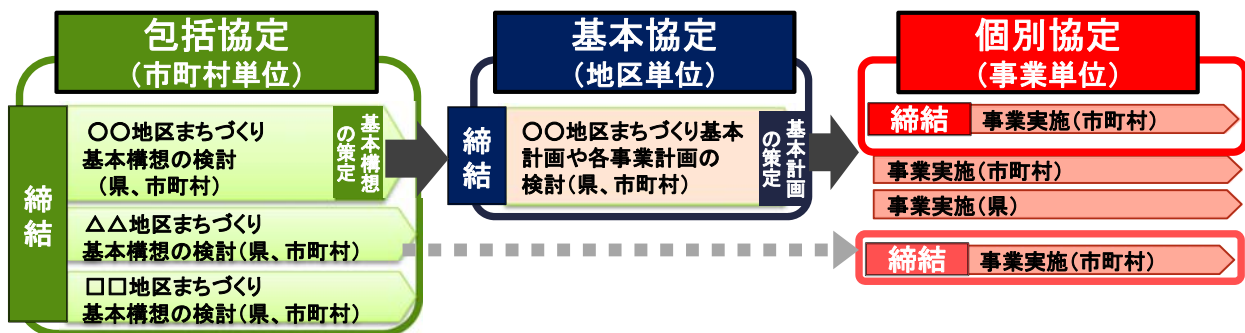 包括協定
（市町村単位）
締結
〇〇地区まちづくり
基本構想の検討
（県、市町村）
基本構想
の策定
△△地区まちづくり
基本構想の検討（県、市町村）
□□地区まちづくり
基本構想の検討（県、市町村）
基本協定
（地区単位）
締結
〇〇地区まちづくり基本
計画や各事業計画の
検討（県、市町村）
基本計画
の策定
個別協定
（事業単位）
締結 事業実施（市町村）
事業実施（市町村）
事業実施（県）
締結 事業実施（市町村）